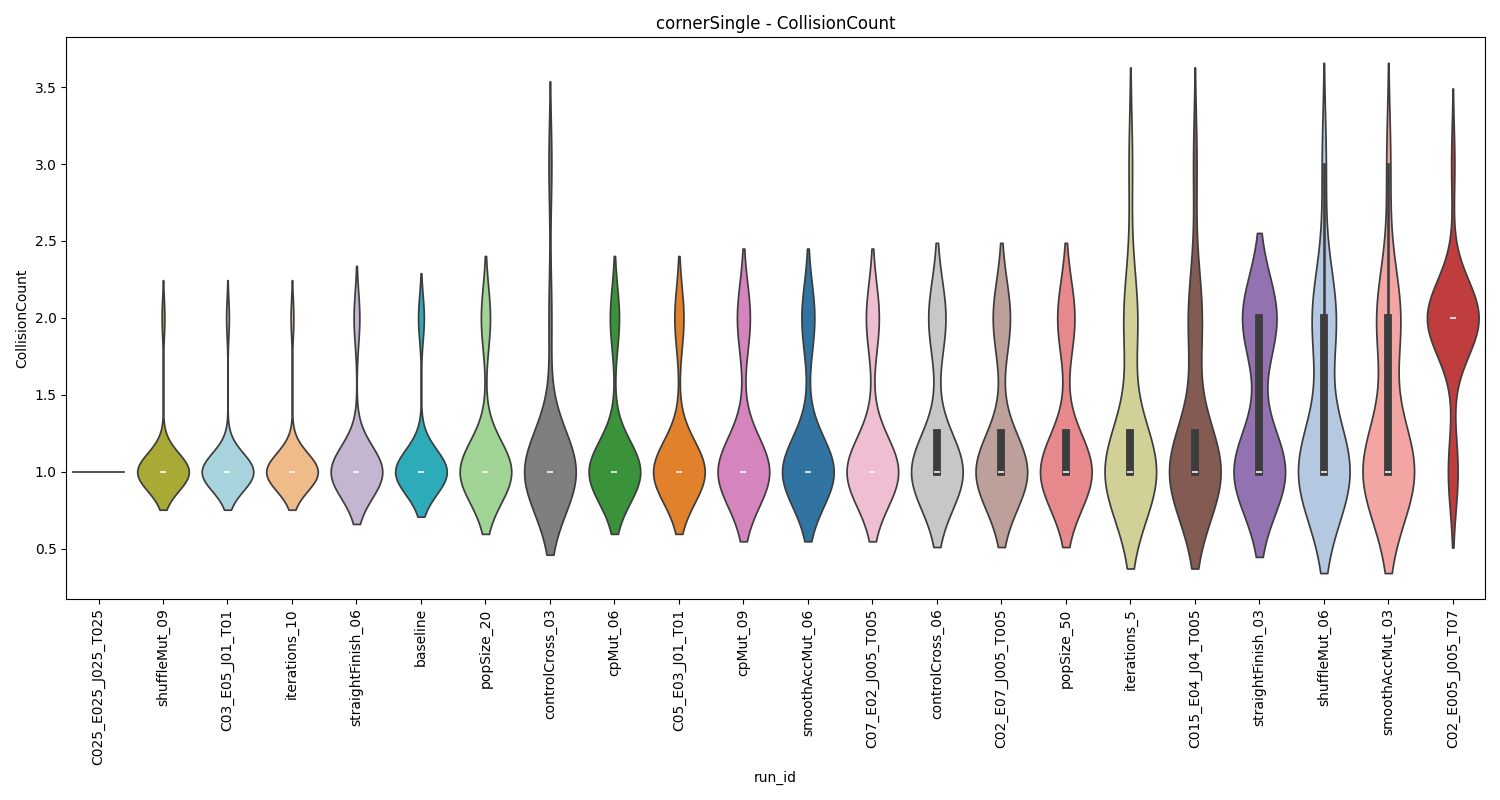 cornerSingle - CollisionCount
CollisionCount
3.5
3.0
2.5
2.0
1.5
1.0
0.5
C025_E025_J025_T025
shuffleMut_09
C03_E05_J01_T01
iterations_10
straightFinish_06
baseline
popSize_20
controlCross_03
cpMut_06
C05_E03_J01_T01
cpMut_09
smoothAccMut_06
C07_E02_J005_T005
controlCross_06
C02_E07_J005_T005
popSize_50
iterations_5
C015_E04_J04_T005
straightFinish_03
shuffleMut_06
smoothAccMut_03
C02_E005_J005_T07
run_id